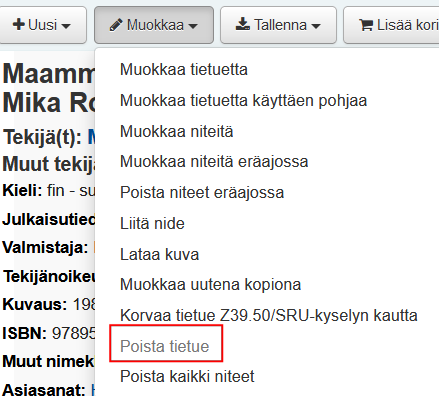 Uusi
Muokkaa
Tallenna
Lisää kori
Maamm
Mika Ro
Tekijä(t):
Muut tekijä
Kieli: fin - su
Julkaisutied
Valmistaja:
Tekijänoikeu
Kuvaus: 198
ISBN: 97895
Muut nimek
Asiasanat: H
Muokkaa tietuetta
Muokkaa tietuetta käyttäen pohjaa
Muokkaa niteitä
Muokkaa niteitä eräajossa
Poista niteet eräajossa
Liitä nide
Lataa kuva
Muokkaa uutena kopiona
Korvaa tietue Z39.50/SRU-kyselyn kautta
Poista tietue
Poista kaikki niteet